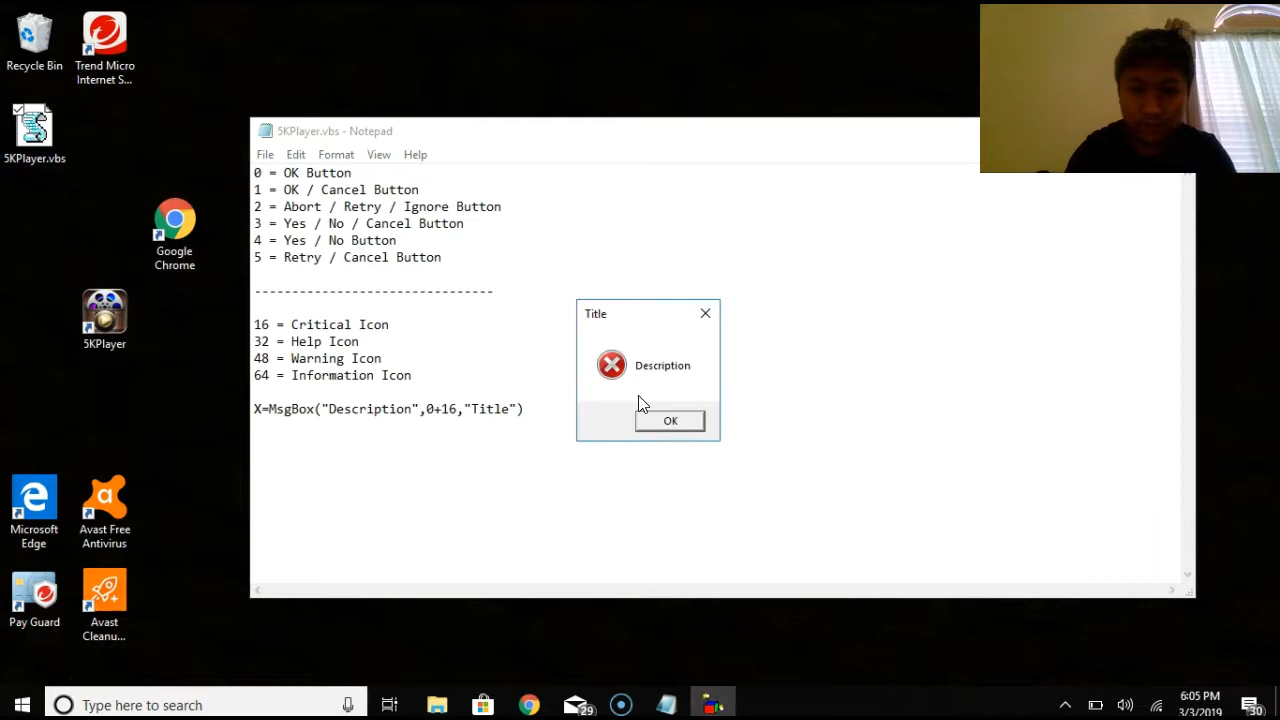 Recycle Bin
Trend Micro
Internet S...
5KPlayer.vbs
Google
Chrome
5KPlayer
Microsoft
Edge
Avast Free
Antivirus
Pay Guard
Avast
Cleanu...
5KPlayer.vbs - Notepad
File Edit Format View Help
0 = OK Button
1 = OK / Cancel Button
2 = Abort / Retry / Ignore Button
3 = Yes / No / Cancel Button
4 = Yes / No Button
5 = Retry / Cancel Button
--------------------------------
16 = Critical Icon
32 = Help Icon
48 = Warning Icon
64 = Information Icon
X=MsgBox("Description",0+16,"Title")
Title
Description
OK
Type here to search
29
6:05 PM
3/3/2019
30